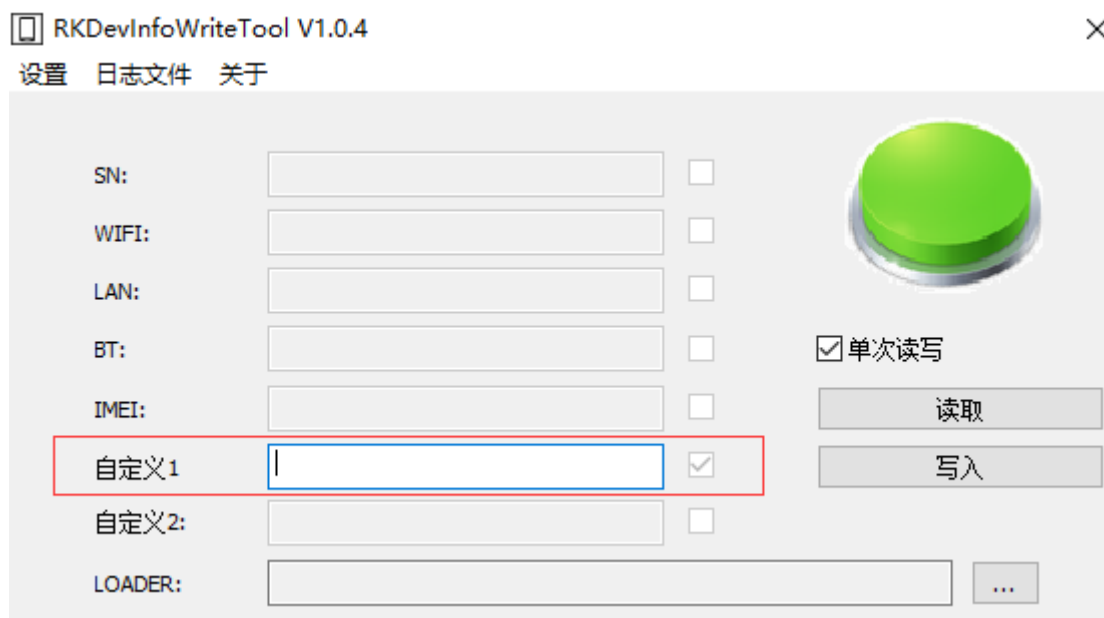 RKDevInfoWriteTool V1.0.4
设置 日志文件 关于
SN:
WIFI:
LAN:
BT:
单次读写
IMEI:
读取
自定义1
写入
自定义2:
LOADER:
...